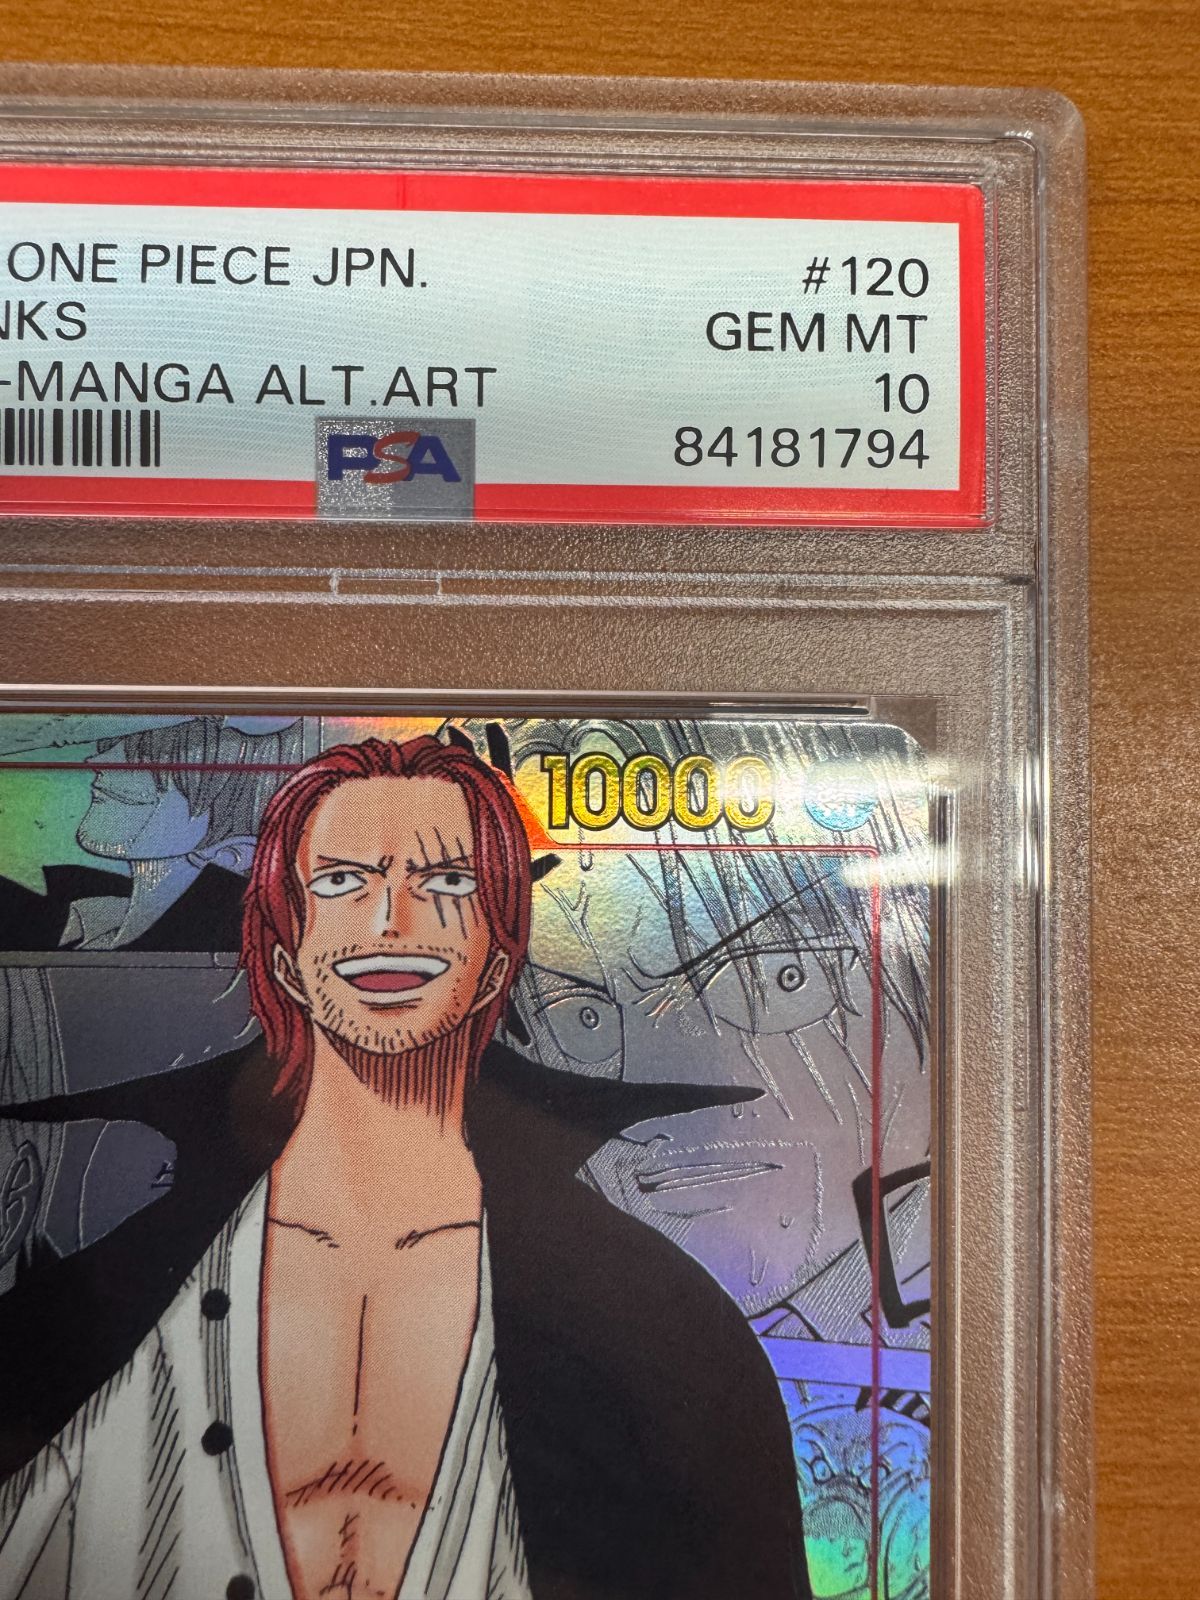 ONE PIECE JPN.
#120
NKS
GEM MT
-MANGA ALT.ART
10
PSA
84181794
10000